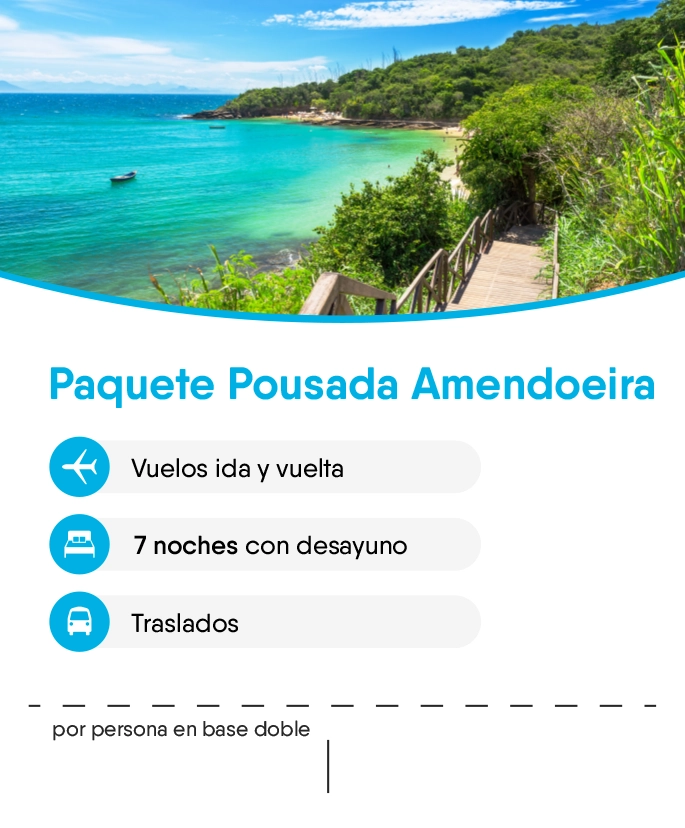 Paquete Pousada Amendoeira
Vuelos ida y vuelta
7 noches con desayuno
Traslados
por persona en base doble